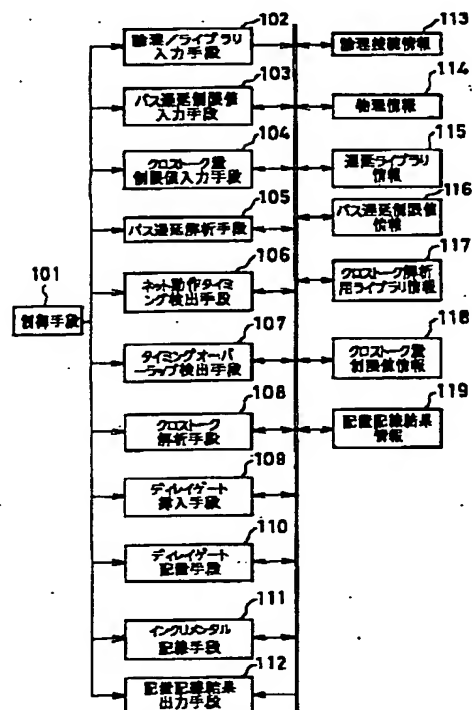 101
制御手段
102
論理/ライブラリ
入力手段
103
パス遅延制限値
入力手段
104
クロストーク量
制限値入力手段
105
パス遅延解析手段
106
ネット動作タイミ
ング検出手段
107
タイミングオーバ
ーラップ検出手段
108
クロストーク
解析手段
109
ディレイゲート
挿入手段
110
ディレイゲート
配置手段
111
インクリメンタル
配線手段
112
配置配線結果
出力手段
113
論理接続情報
114
物理情報
115
遅延ライブラリ
情報
116
パス遅延制限値
情報
117
クロストーク解析
用ライブラリ情報
118
クロストーク量
制限値情報
119
配置配線結果
情報